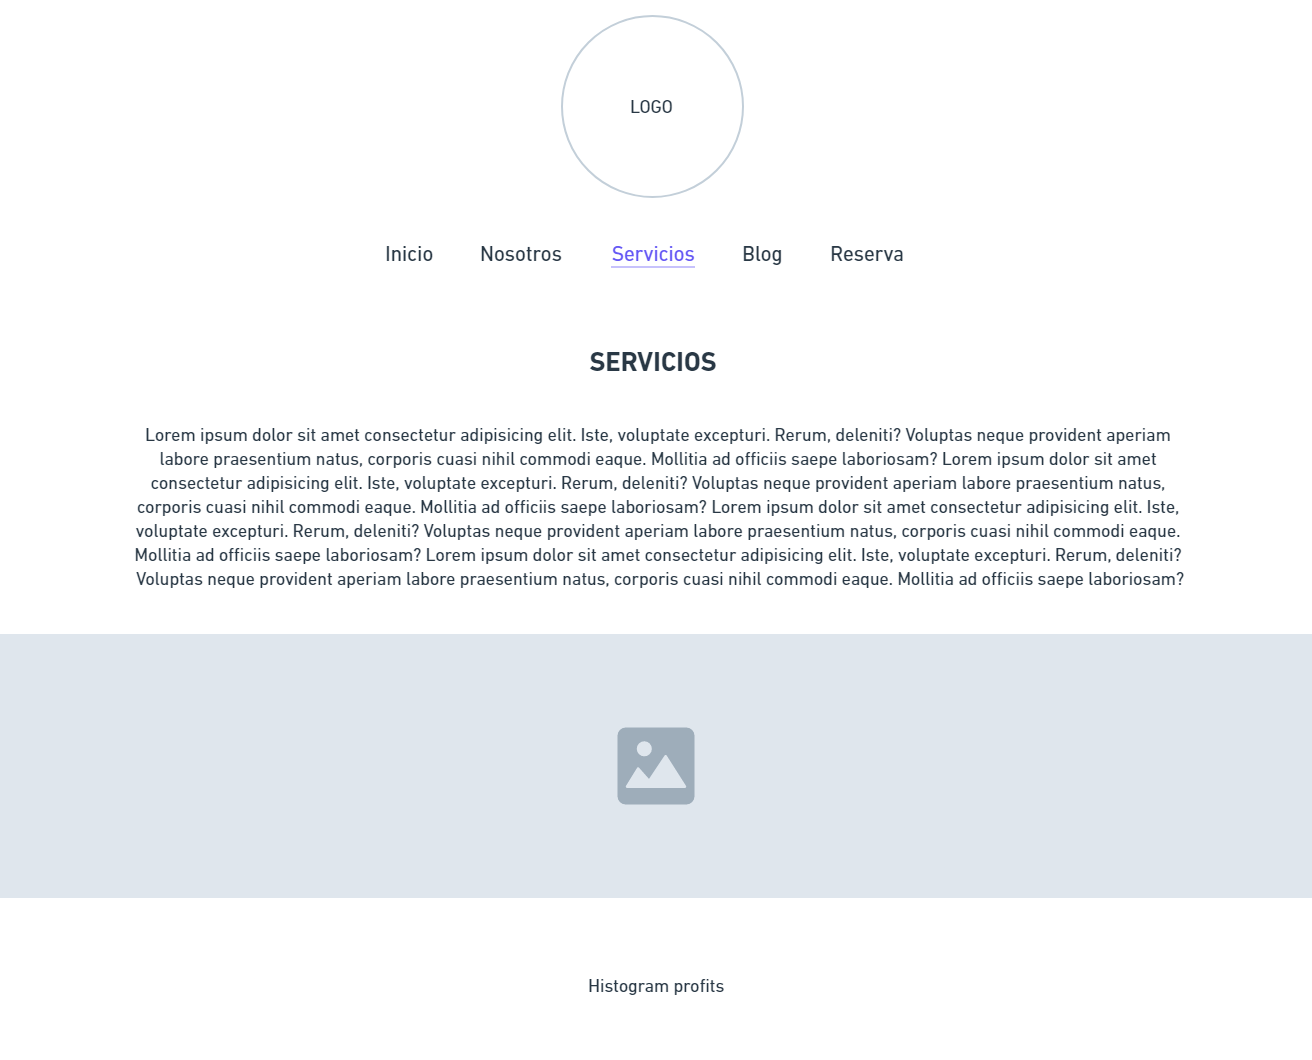 LOGO
Inicio Nosotros Servicios Blog Reserva
SERVICIOS
Lorem ipsum dolor sit amet consectetur adipisicing elit. Iste, voluptate excepturi. Rerum, deleniti? Voluptas neque provident aperiam
labore praesentium natus, corporis cuasi nihil commodi eaque. Mollitia ad officiis saepe laboriosam? Lorem ipsum dolor sit amet
consectetur adipisicing elit. Iste, voluptate excepturi. Rerum, deleniti? Voluptas neque provident aperiam labore praesentium natus,
corporis cuasi nihil commodi eaque. Mollitia ad officiis saepe laboriosam? Lorem ipsum dolor sit amet consectetur adipisicing elit. Iste,
voluptate excepturi. Rerum, deleniti? Voluptas neque provident aperiam labore praesentium natus, corporis cuasi nihil commodi eaque.
Mollitia ad officiis saepe laboriosam? Lorem ipsum dolor sit amet consectetur adipisicing elit. Iste, voluptate excepturi. Rerum, deleniti?
Voluptas neque provident aperiam labore praesentium natus, corporis cuasi nihil commodi eaque. Mollitia ad officiis saepe laboriosam?
Histogram profits